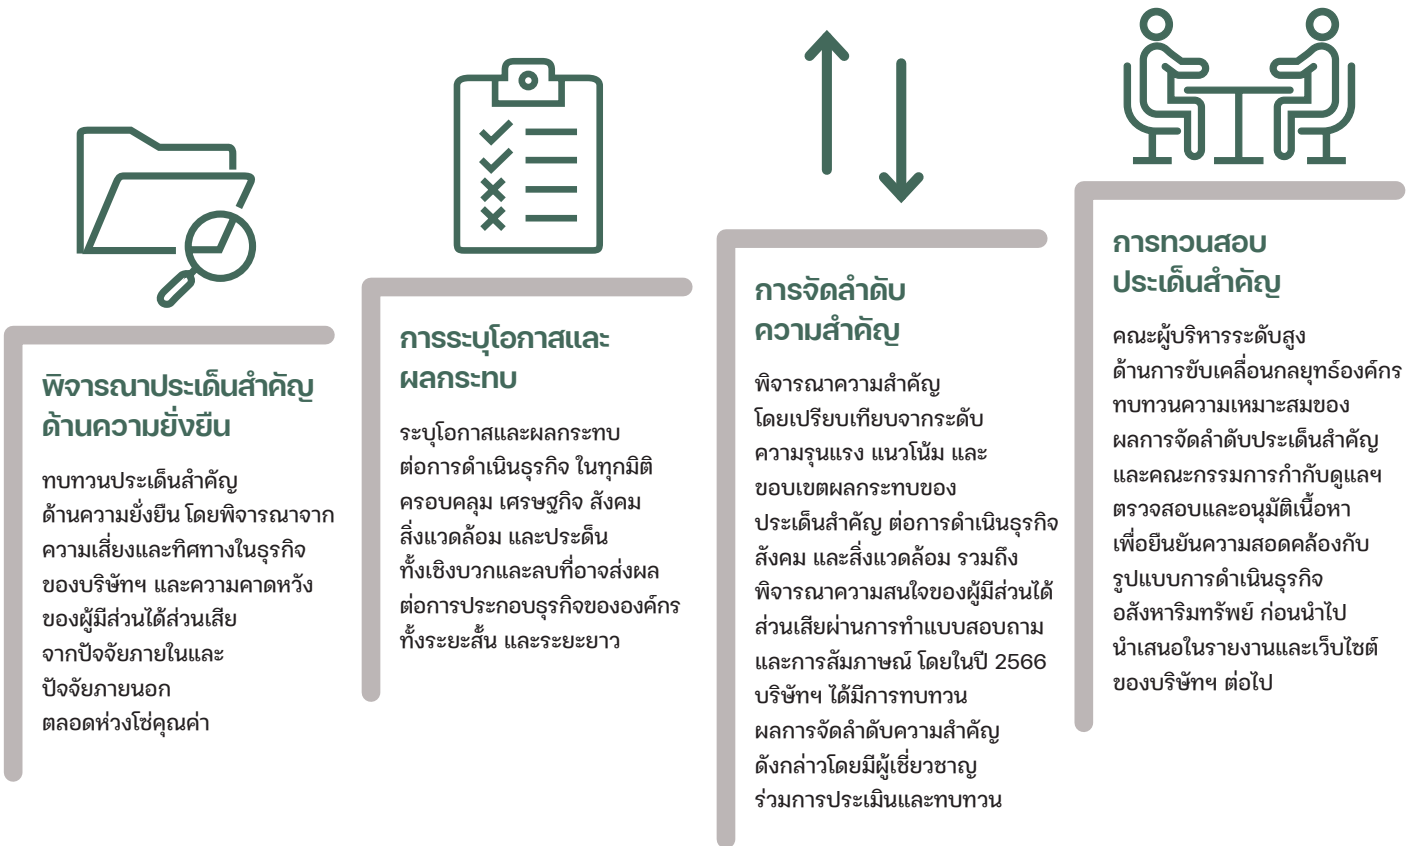 พิจารณาประเด็นสำคัญ
ด้านความยั่งยืน
ทบทวนประเด็นสำคัญ
ด้านความยั่งยืน โดยพิจารณาจาก
ความเสี่ยงและทิศทางในธุรกิจ
ของบริษัทฯ และความคาดหวัง
ของผู้มีส่วนได้ส่วนเสีย
จากปัจจัยภายในและ
ปัจจัยภายนอก
ตลอดห่วงโซ่คุณค่า
การระบุโอกาสและ
ผลกระทบ
ระบุโอกาสและผลกระทบ
ต่อการดำเนินธุรกิจ ในทุกมิติ
ครอบคลุม เศรษฐกิจ สังคม
สิ่งแวดล้อม และประเด็น
ทั้งเชิงบวกและลบที่อาจส่งผล
ต่อการประกอบธุรกิจขององค์กร
ทั้งระยะสั้น และระยะยาว
การจัดลำดับ
ความสำคัญ
พิจารณาความสำคัญ
โดยเปรียบเทียบจากระดับ
ความรุนแรง แนวโน้ม และ
ขอบเขตผลกระทบของ
ประเด็นสำคัญ ต่อการดำเนินธุรกิจ
สังคม และสิ่งแวดล้อม รวมถึง
พิจารณาความสนใจของผู้มีส่วนได้
ส่วนเสียผ่านการทำแบบสอบถาม
และการสัมภาษณ์ โดยในปี 2566
บริษัทฯ ได้มีการทบทวน
ผลการจัดลำดับความสำคัญ
ดังกล่าวโดยมีผู้เชี่ยวชาญ
ร่วมการประเมินและทบทวน
การทวนสอบ
ประเด็นสำคัญ
คณะผู้บริหารระดับสูง
ด้านการขับเคลื่อนกลยุทธ์องค์กร
ทบทวนความเหมาะสมของ
ผลการจัดลำดับประเด็นสำคัญ
และคณะกรรมการกำกับดูแลฯ
ตรวจสอบและอนุมัติเนื้อหา
เพื่อยืนยันความสอดคล้องกับ
รูปแบบการดำเนินธุรกิจ
อสังหาริมทรัพย์ ก่อนนำไป
นำเสนอในรายงานและเว็บไซต์
ของบริษัทฯ ต่อไป